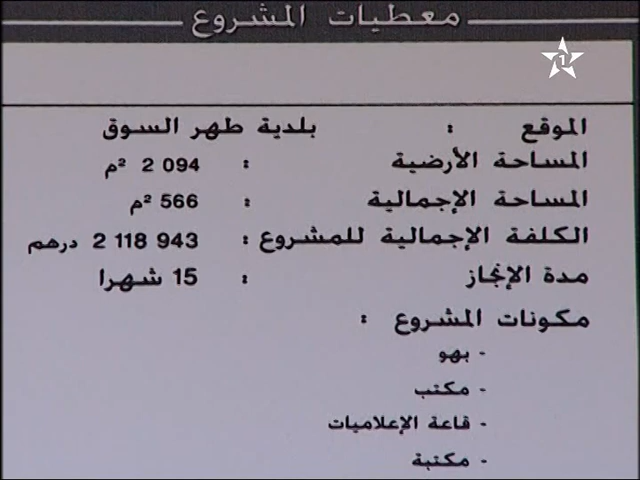 معطيات المشروع
1
الموقع : بلدية طهر السوق
المساحة الأرضية : 2 094 م²
المساحة الإجمالية : 566 م²
الكلفة الإجمالية للمشروع : 2 118 943 درهم
مدة الإنجاز : 15 شهرا
مكونات المشروع :
- بهو
- مكتب
- قاعة الإعلاميات
- مكتبة